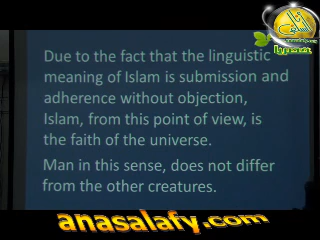 Due to the fact that the linguistic
meaning of Islam is submission and
adherence without objection,
Islam, from this point of view, is
the faith of the universe.
Man in this sense, does not differ
from the other creatures.
anasalafy.com